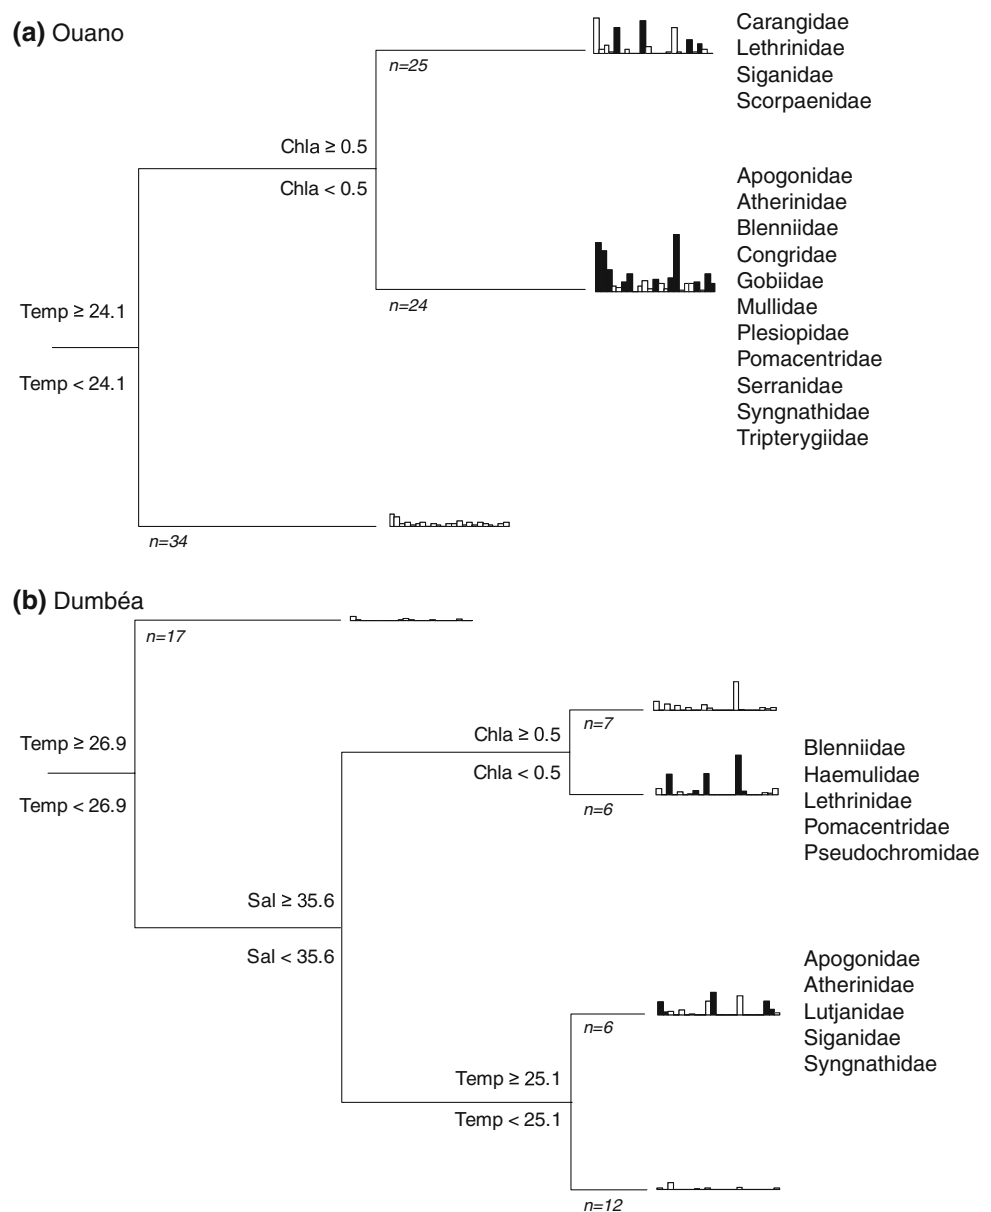 (a) Ouano
Carangidae
Lethrinidae
Siganidae
Scorpaenidae
n=25
Chla ≥ 0.5
Chla < 0.5
Apogonidae
Atherinidae
Blenniidae
Congridae
Gobiidae
Mullidae
Plesiopidae
Pomacentridae
Serranidae
Syngnathidae
Tripterygiidae
n=24
Temp ≥ 24.1
Temp < 24.1
n=34
(b) Dumbéa
n=17
Temp ≥ 26.9
Temp < 26.9
n=7
Chla ≥ 0.5
Chla < 0.5
n=6
Blenniidae
Haemulidae
Lethrinidae
Pomacentridae
Pseudochromidae
Sal ≥ 35.6
Sal < 35.6
Apogonidae
Atherinidae
Lutjanidae
Siganidae
Syngnathidae
n=6
Temp ≥ 25.1
Temp < 25.1
n=12